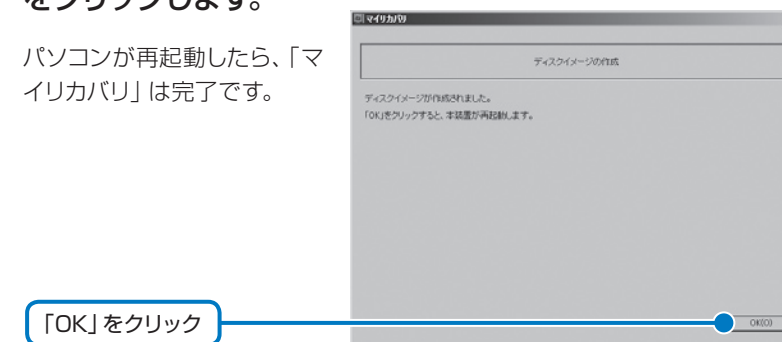 をクリックします。
パソコンが再起動したら、「マ
イリカバリ」は完了です。
マイリカバリ
ディスクイメージの作成
ディスクイメージが作成されました。
「OK」をクリックすると、本装置が再起動します。
「OK」をクリック
OK(O)